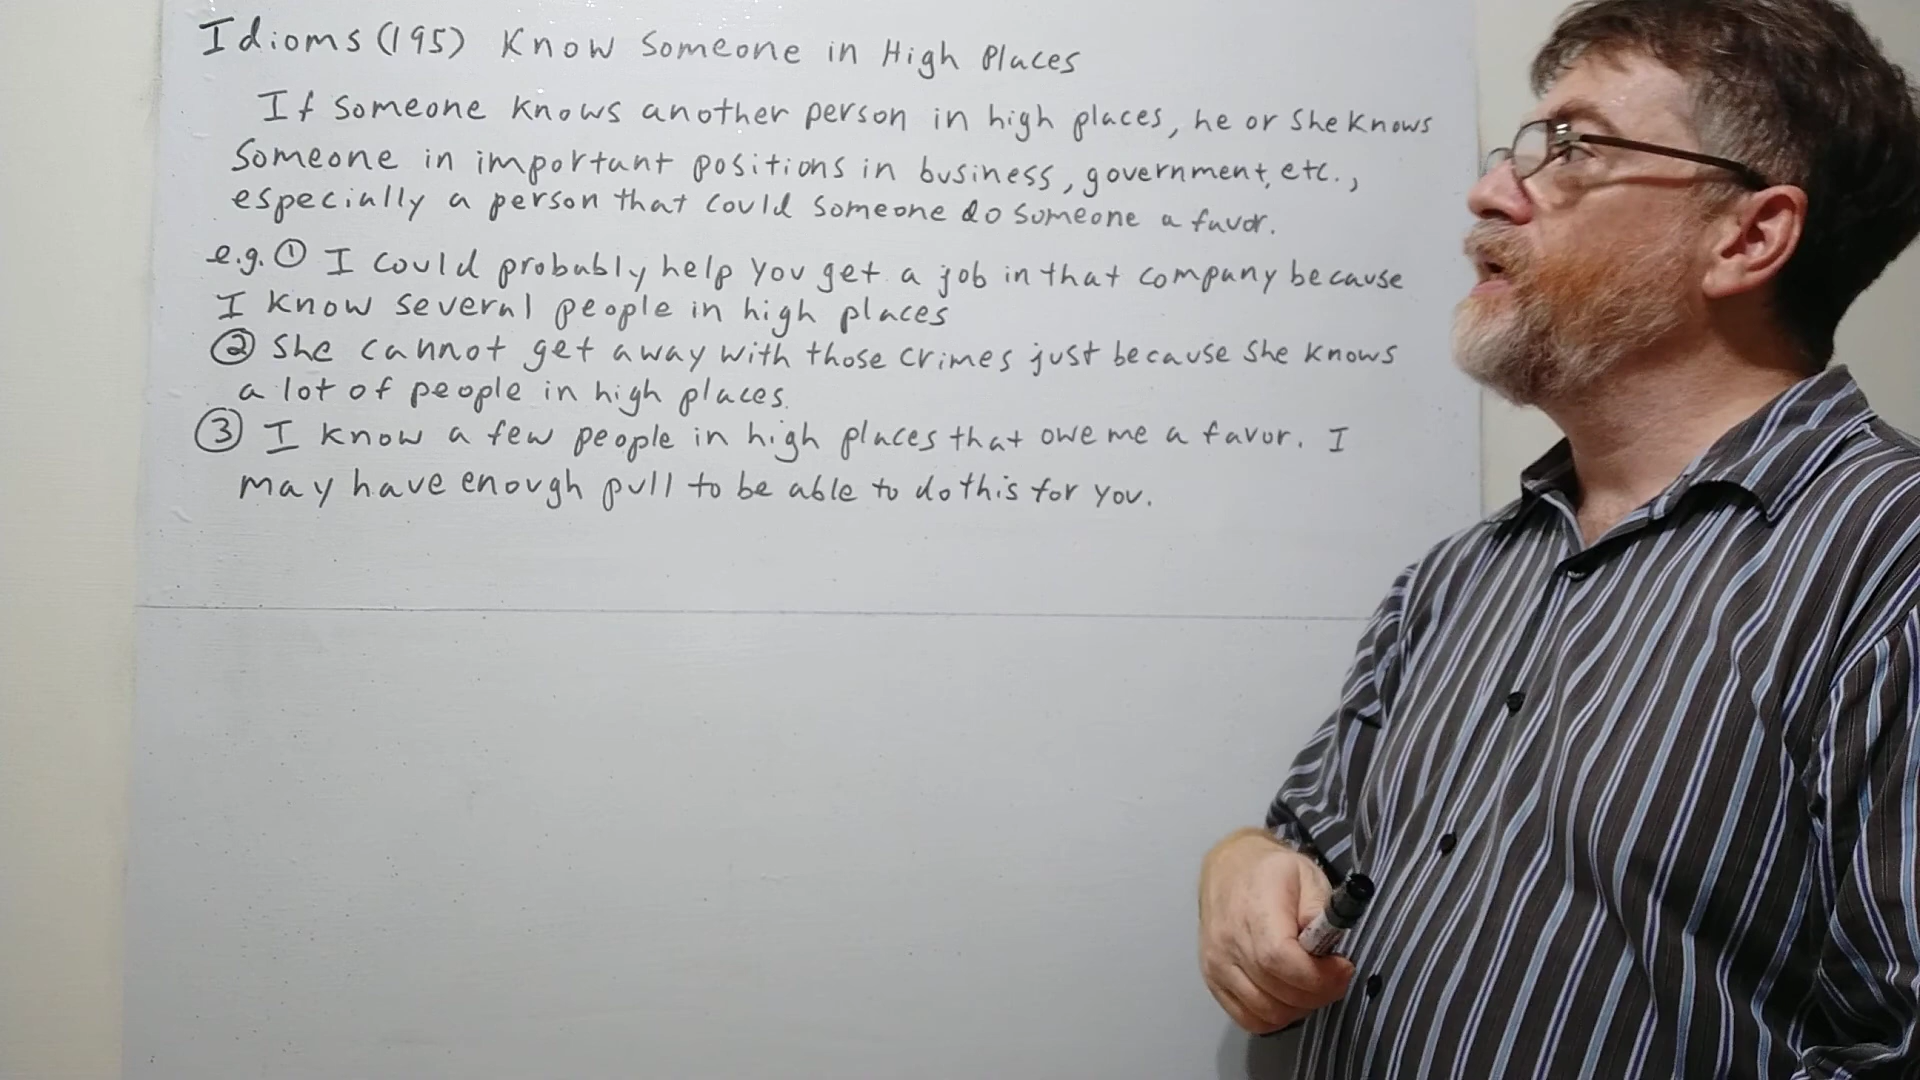 Idioms (195) Know Someone in High Places
If someone knows another person in high places, he or she knows
someone in important positions in business, government, etc.,
especially a person that could someone do someone a favor.
e.g. ① I could probably help you get a job in that company because
I know several people in high places
② She cannot get away with those crimes just because she knows
a lot of people in high places.
③ I know a few people in high places that owe me a favor. I
may have enough pull to be able to do this for you.